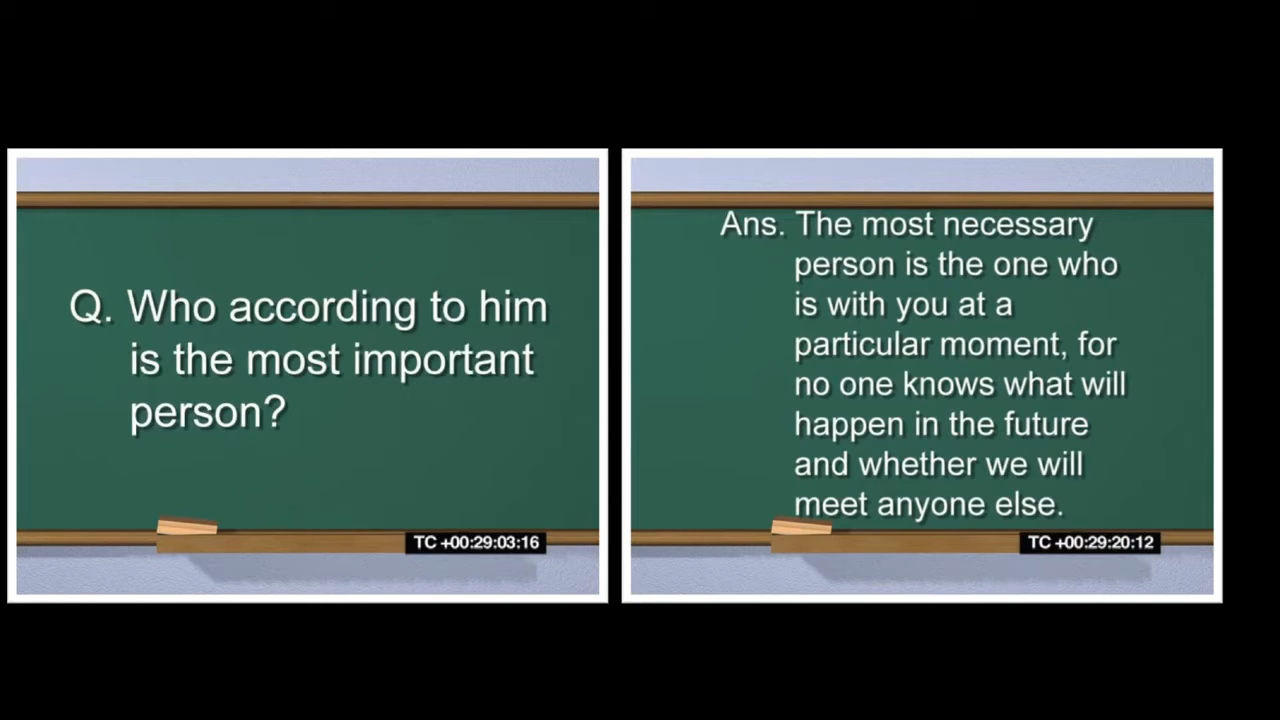 Q. Who according to him
is the most important
person?
TC +00:29:03:16
Ans. The most necessary
person is the one who
is with you at a
particular moment, for
no one knows what will
happen in the future
and whether we will
meet anyone else.
TC +00:29:20:12